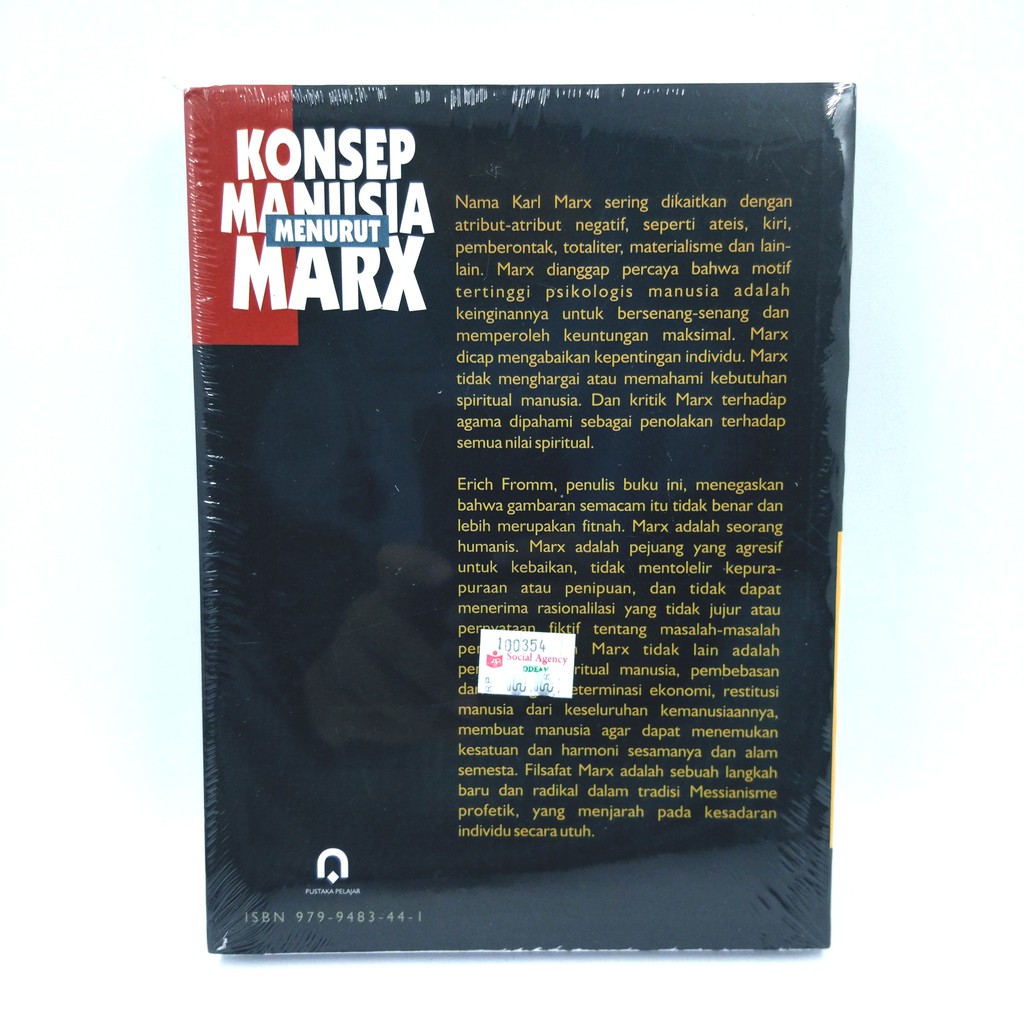 KONSEP
MANUSIA
MENURUT
MARX
Nama Karl Marx sering dikaitkan dengan
atribut-atribut negatif, seperti ateis, kiri,
pemberontak, totaliter, materialisme dan lain-
lain. Marx dianggap percaya bahwa motif
tertinggi psikologis manusia adalah
keinginannya untuk bersenang-senang dan
memperoleh keuntungan maksimal. Marx
dicap mengabaikan kepentingan individu. Marx
tidak menghargai atau memahami kebutuhan
spiritual manusia. Dan kritik Marx terhadap
agama dipahami sebagai penolakan terhadap
semua nilai spiritual.
Erich Fromm, penulis buku ini, menegaskan
bahwa gambaran semacam itu tidak benar dan
lebih merupakan fitnah. Marx adalah seorang
humanis. Marx adalah pejuang yang agresif
untuk kebaikan, tidak mentolelir kepura-
puraan atau penipuan, dan tidak dapat
menerima rasionalilasi yang tidak jujur atau
pernyataan fiktif tentang masalah-masalah
Marx tidak lain adalah
manusia, pembebasan
ekonomi, restitusi
manusia dari keseluruhan kemanusiaannya,
membuat manusia agar dapat menemukan
kesatuan dan harmoni sesamanya dan alam
semesta. Filsafat Marx adalah sebuah langkah
baru dan radikal dalam tradisi Messianisme
profetik, yang menjarah pada kesadaran
individu secara utuh.
100354
Social Agency
PUSTAKA PELAJAR
ISBN 979-9483-44-1